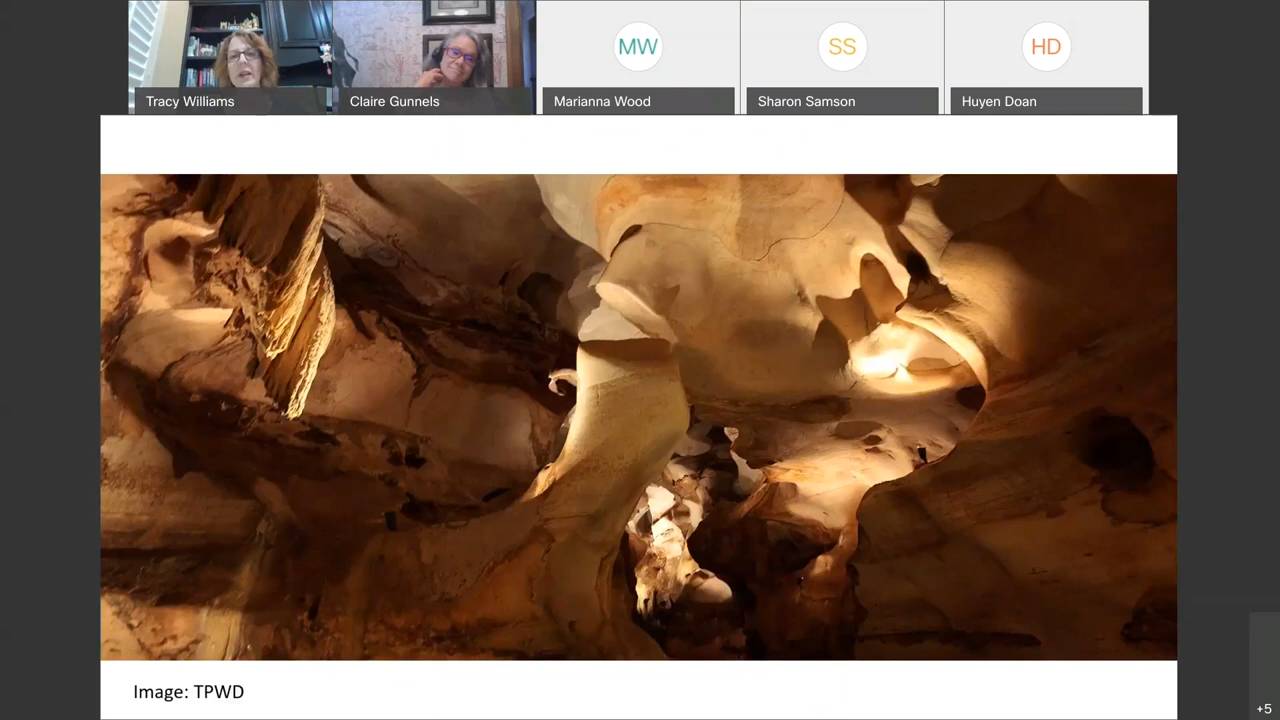 MW
SS
HD
Tracy Williams
Claire Gunnels
Marianna Wood
Sharon Samson
Huyen Doan
Image: TPWD
+5